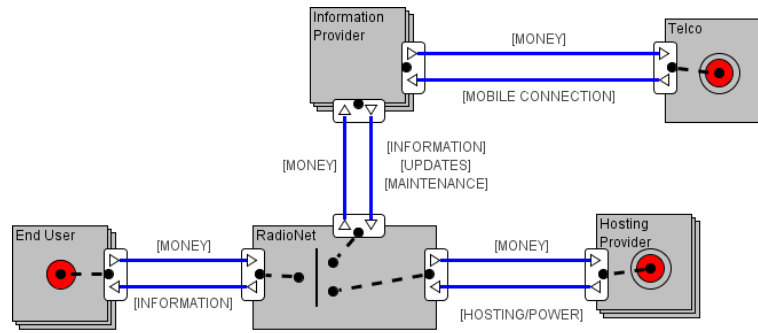 Information
Provider
Telco
[MONEY]
[MOBILE CONNECTION]
[MONEY]
[INFORMATION]
[UPDATES]
[MAINTENANCE]
End User
[MONEY]
[INFORMATION]
RadioNet
[MONEY]
[HOSTING/POWER]
Hosting
Provider